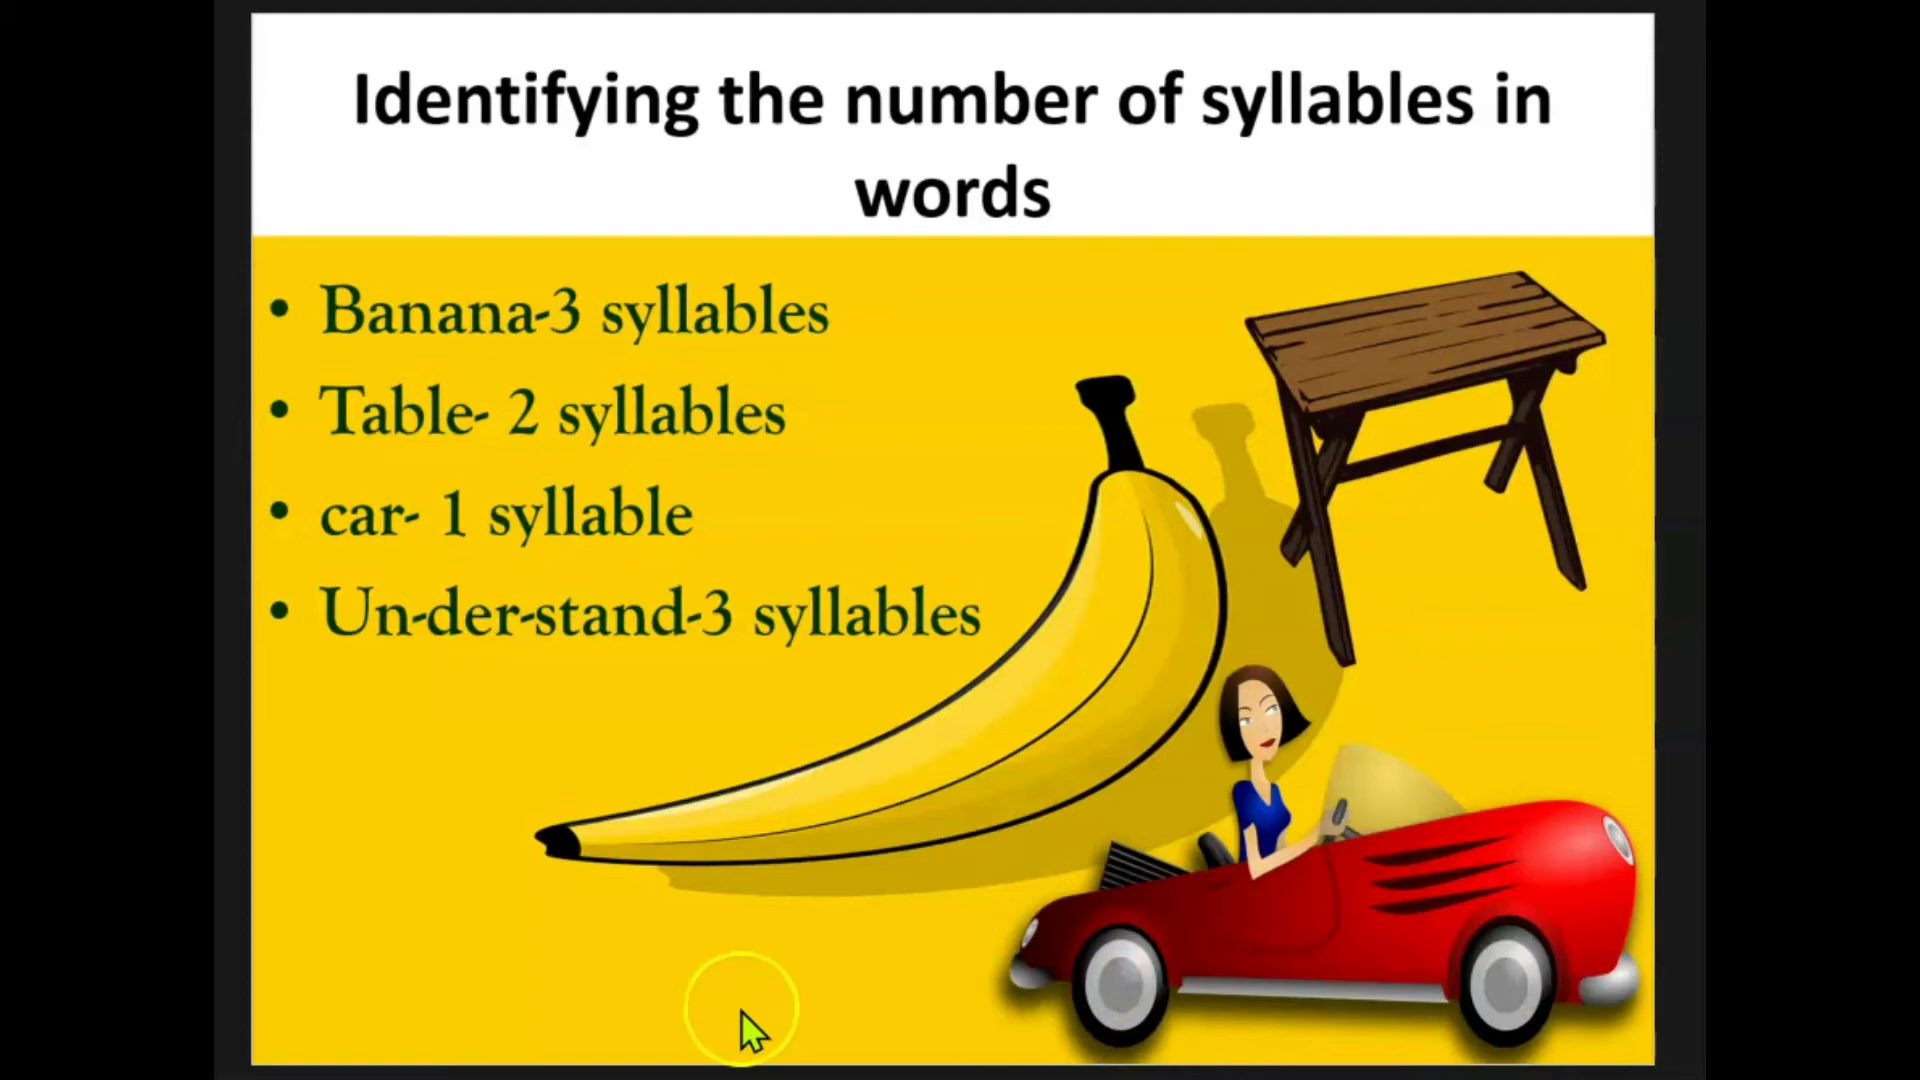 Identifying the number of syllables in
words
• Banana-3 syllables
• Table- 2 syllables
• car- 1 syllable
• Un-der-stand-3 syllables